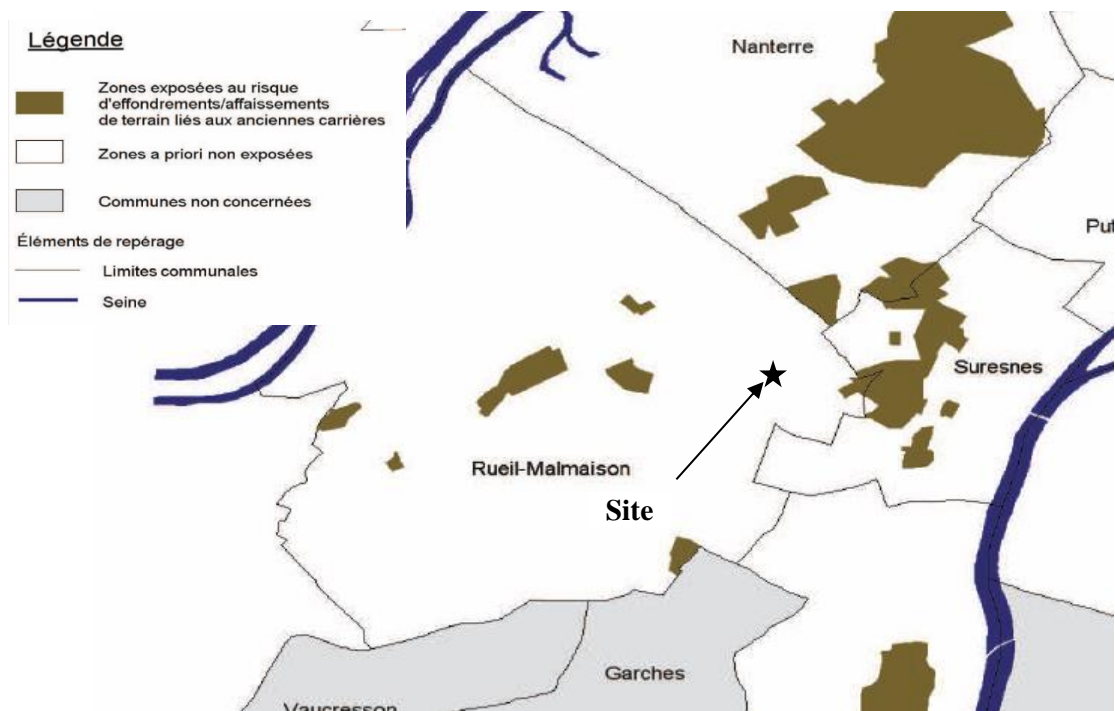 Légende
Zones exposées au risque
d'effondrements/affaissements
de terrain liés aux anciennes carrières
Zones a priori non exposées
Communes non concernées
Éléments de repérage
Limites communales
Seine
Nanterre
Put
Suresnes
Rueil-Malmaison
Site
Garches
Vaucresson